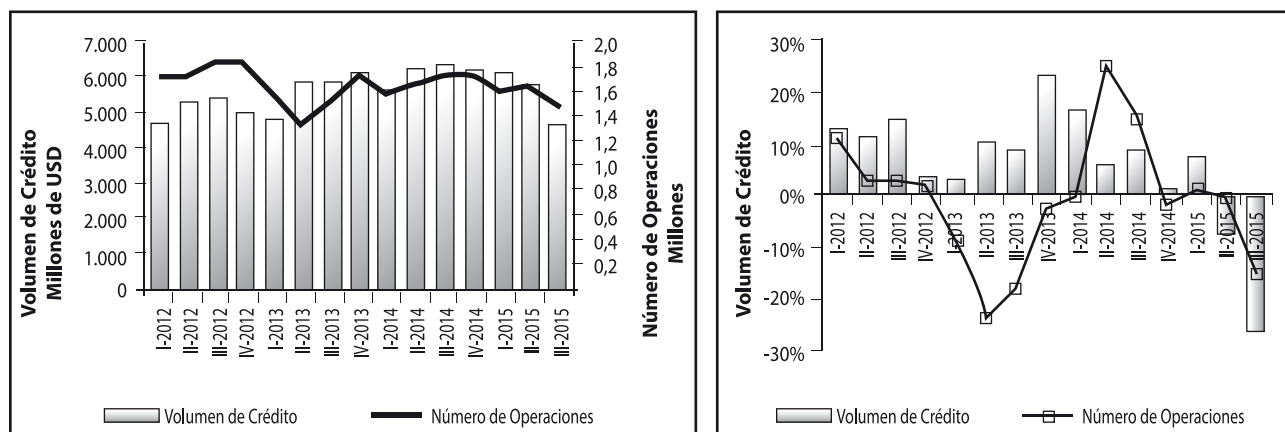 Volumen de Crédito
Millones de USD
7.000
6.000
5.000
4.000
3.000
2.000
1.000
0
2,0
1,8
1,6
1,4
1,2
1,0
0,8
0,6
0,4
0,2
Número de Operaciones
Millones
I-2012
II-2012
III-2012
IV-2012
I-2013
II-2013
III-2013
IV-2013
I-2014
II-2014
III-2014
IV-2014
I-2015
II-2015
III-2015
Volumen de Crédito
Número de Operaciones
Volumen de Crédito
30%
20%
10%
0%
-10%
-20%
-30%
I-2012
II-2012
III-2012
IV-2012
I-2013
II-2013
III-2013
IV-2013
I-2014
II-2014
III-2014
IV-2014
I-2015
II-2015
III-2015
Volumen de Crédito
Número de Operaciones